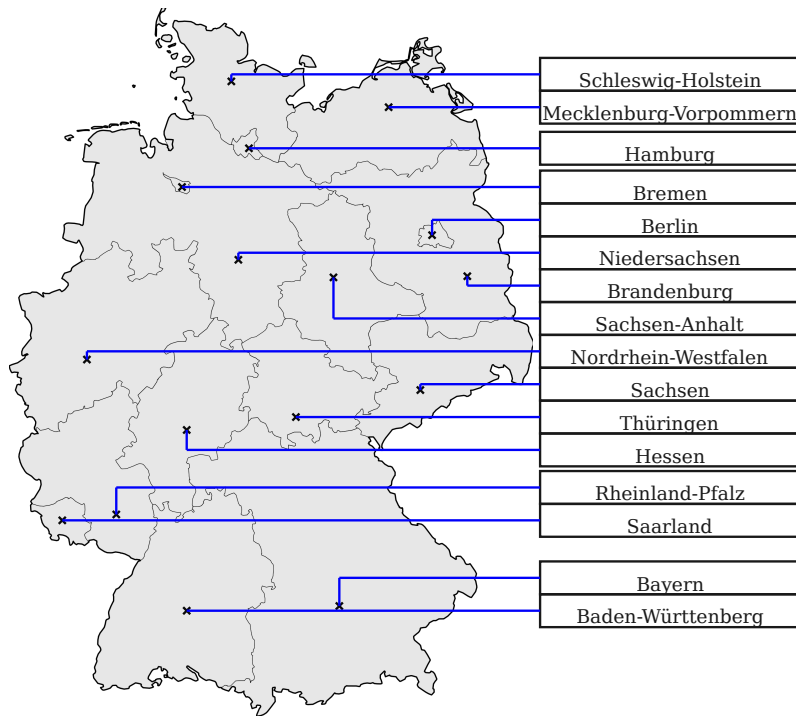 Schleswig-Holstein
Mecklenburg-Vorpommern
Hamburg
Bremen
Berlin
Niedersachsen
Brandenburg
Sachsen-Anhalt
Nordrhein-Westfalen
Sachsen
Thüringen
Hessen
Rheinland-Pfalz
Saarland
Bayern
Baden-Württenberg